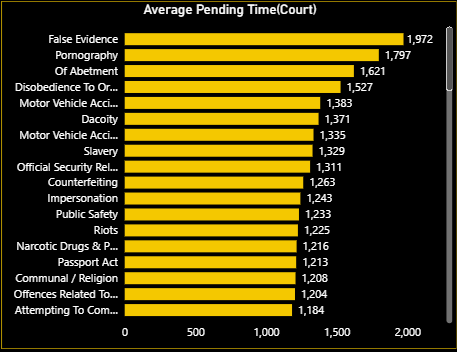 Average Pending Time(Court)
False Evidence 1,972
Pornography 1,797
Of Abetment 1,621
Disobedience To Or... 1,527
Motor Vehicle Acci... 1,383
Dacoity 1,371
Motor Vehicle Acci... 1,335
Slavery 1,329
Official Security Rel... 1,311
Counterfeiting 1,263
Impersonation 1,243
Public Safety 1,233
Riots 1,225
Narcotic Drugs & P... 1,216
Passport Act 1,213
Communal / Religion 1,208
Offences Related To... 1,204
Attempting To Com... 1,184
0 500 1,000 1,500 2,000